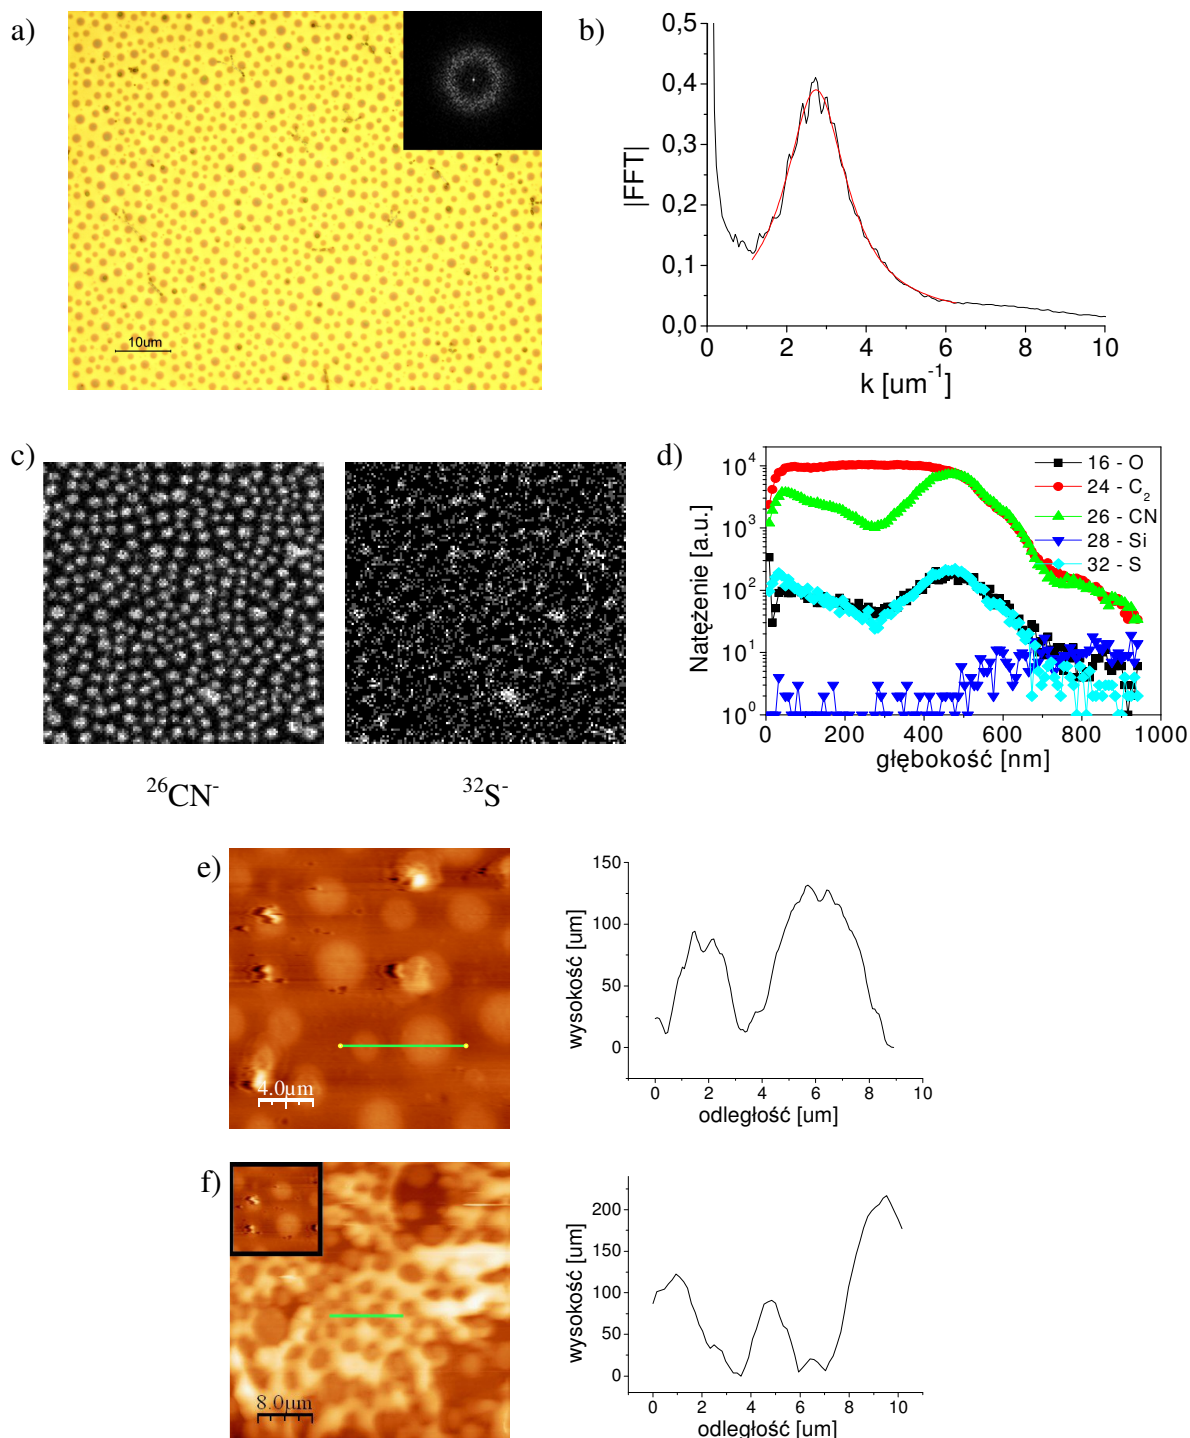 a)
10um
b)
0,5
0,4
0,3
0,2
0,1
0,0
|FFT|
0 2 4 6 8 10
k [um⁻¹]
c)
²⁶CN⁻
³²S⁻
d)
10⁴
10³
10²
10¹
10⁰
Natężenie [a.u.]
16 - O
24 - C₂
26 - CN
28 - Si
32 - S
0 200 400 600 800 1000
głębokość [nm]
e)
4.0µm
150
100
50
0
wysokość [um]
0 2 4 6 8 10
odległość [um]
f)
8.0µm
200
150
100
50
0
wysokość [um]
0 2 4 6 8 10
odległość [um]